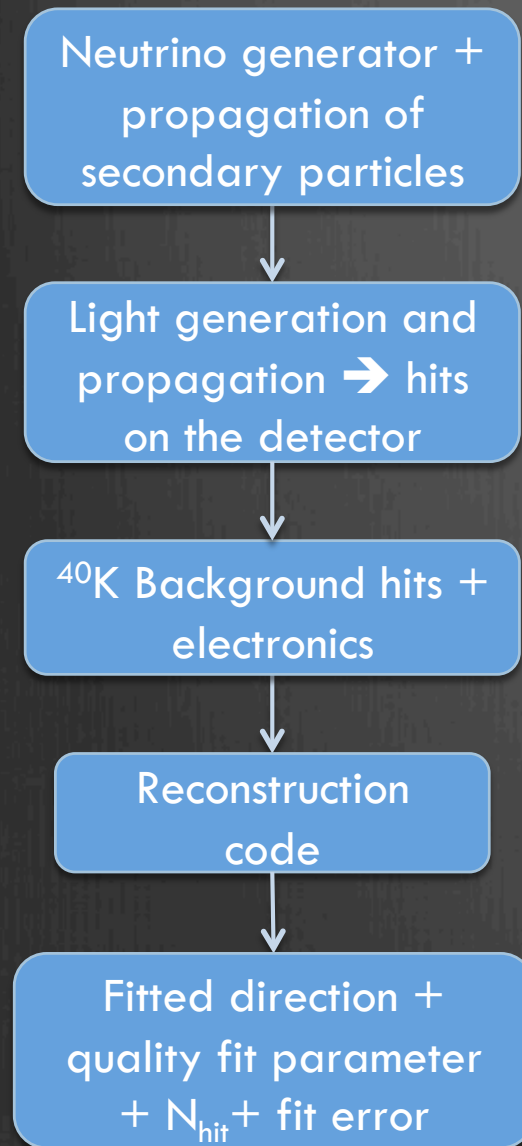 Neutrino generator +
propagation of
secondary particles
Light generation and
propagation ➔ hits
on the detector
⁴⁰K Background hits +
electronics
Reconstruction
code
Fitted direction +
quality fit parameter
+ N_hit + fit error